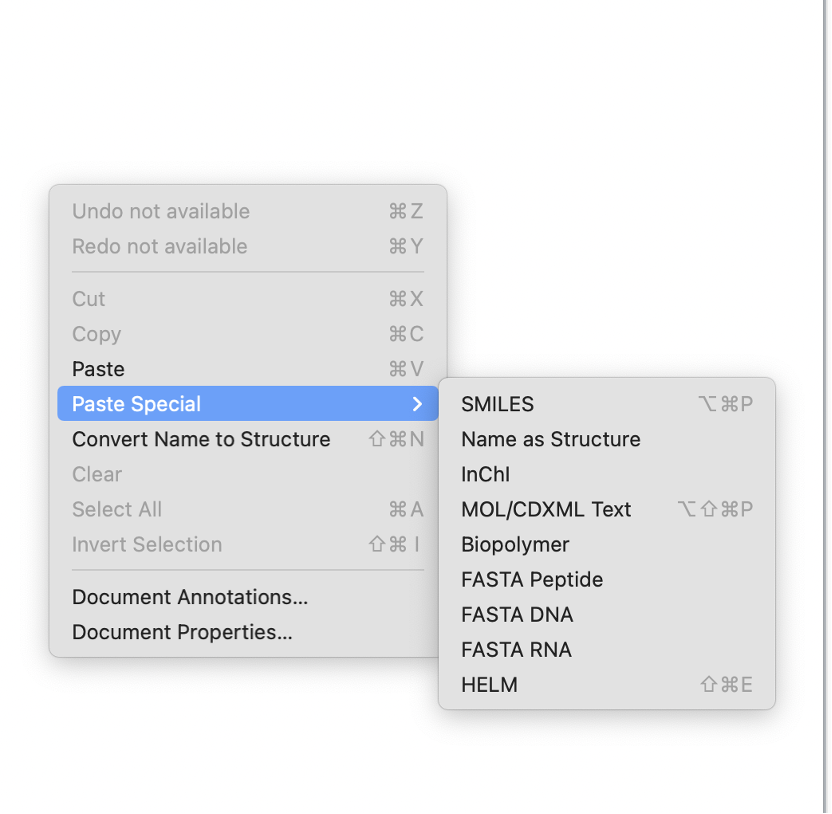 Undo not available ⌘Z
Redo not available ⌘Y
Cut ⌘X
Copy ⌘C
Paste ⌘V
Paste Special >
Convert Name to Structure ⇧⌘N
Clear
Select All ⌘A
Invert Selection ⇧⌘I
Document Annotations...
Document Properties...
SMILES ⌥⌘P
Name as Structure
InChI
MOL/CDXML Text ⌥⇧⌘P
Biopolymer
FASTA Peptide
FASTA DNA
FASTA RNA
HELM ⇧⌘E